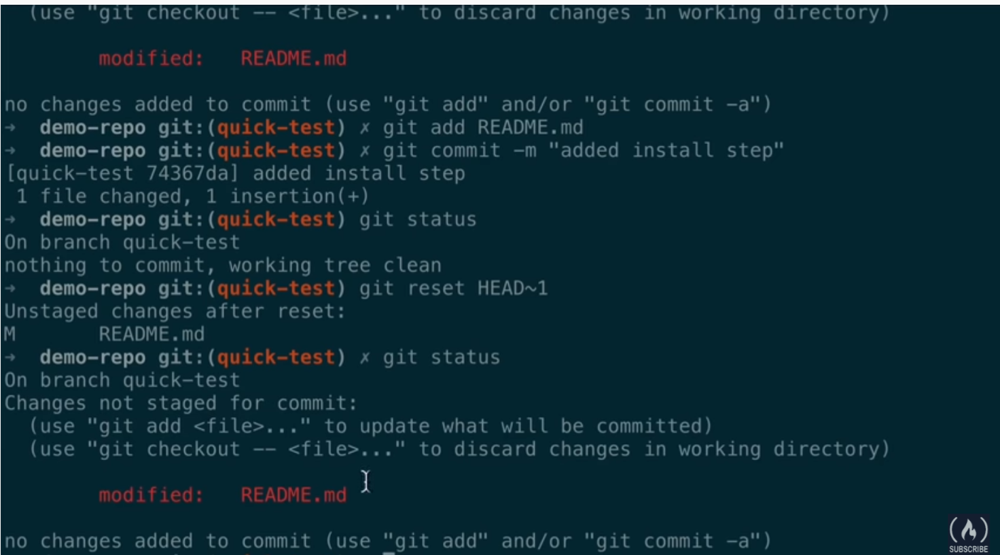 (use "git checkout -- <file>..." to discard changes in working directory)
modified:   README.md
no changes added to commit (use "git add" and/or "git commit -a")
→  demo-repo git:(quick-test) ✗ git add README.md
→  demo-repo git:(quick-test) ✗ git commit -m "added install step"
[quick-test 74367da] added install step
 1 file changed, 1 insertion(+)
→  demo-repo git:(quick-test) git status
On branch quick-test
nothing to commit, working tree clean
→  demo-repo git:(quick-test) git reset HEAD~1
Unstaged changes after reset:
M       README.md
→  demo-repo git:(quick-test) ✗ git status
On branch quick-test
Changes not staged for commit:
  (use "git add <file>..." to update what will be committed)
  (use "git checkout -- <file>..." to discard changes in working directory)
modified:   README.md
no changes added to commit (use "git add" and/or "git commit -a")
SUBSCRIBE